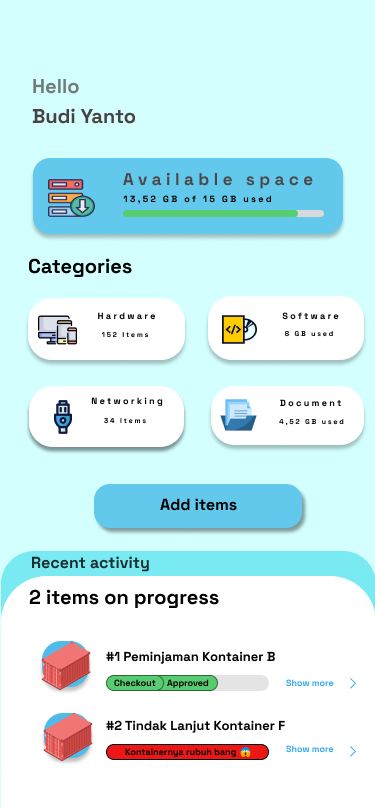 Hello
Budi Yanto
Available space
13,52 GB of 15 GB used
Categories
Hardware
152 Items
Software
8 GB used
Networking
34 Items
Document
4,52 GB used
Add items
Recent activity
2 items on progress
#1 Peminjaman Kontainer B
Checkout Approved Show more
#2 Tindak Lanjut Kontainer F
Kontainernya rubuh bang 😱 Show more